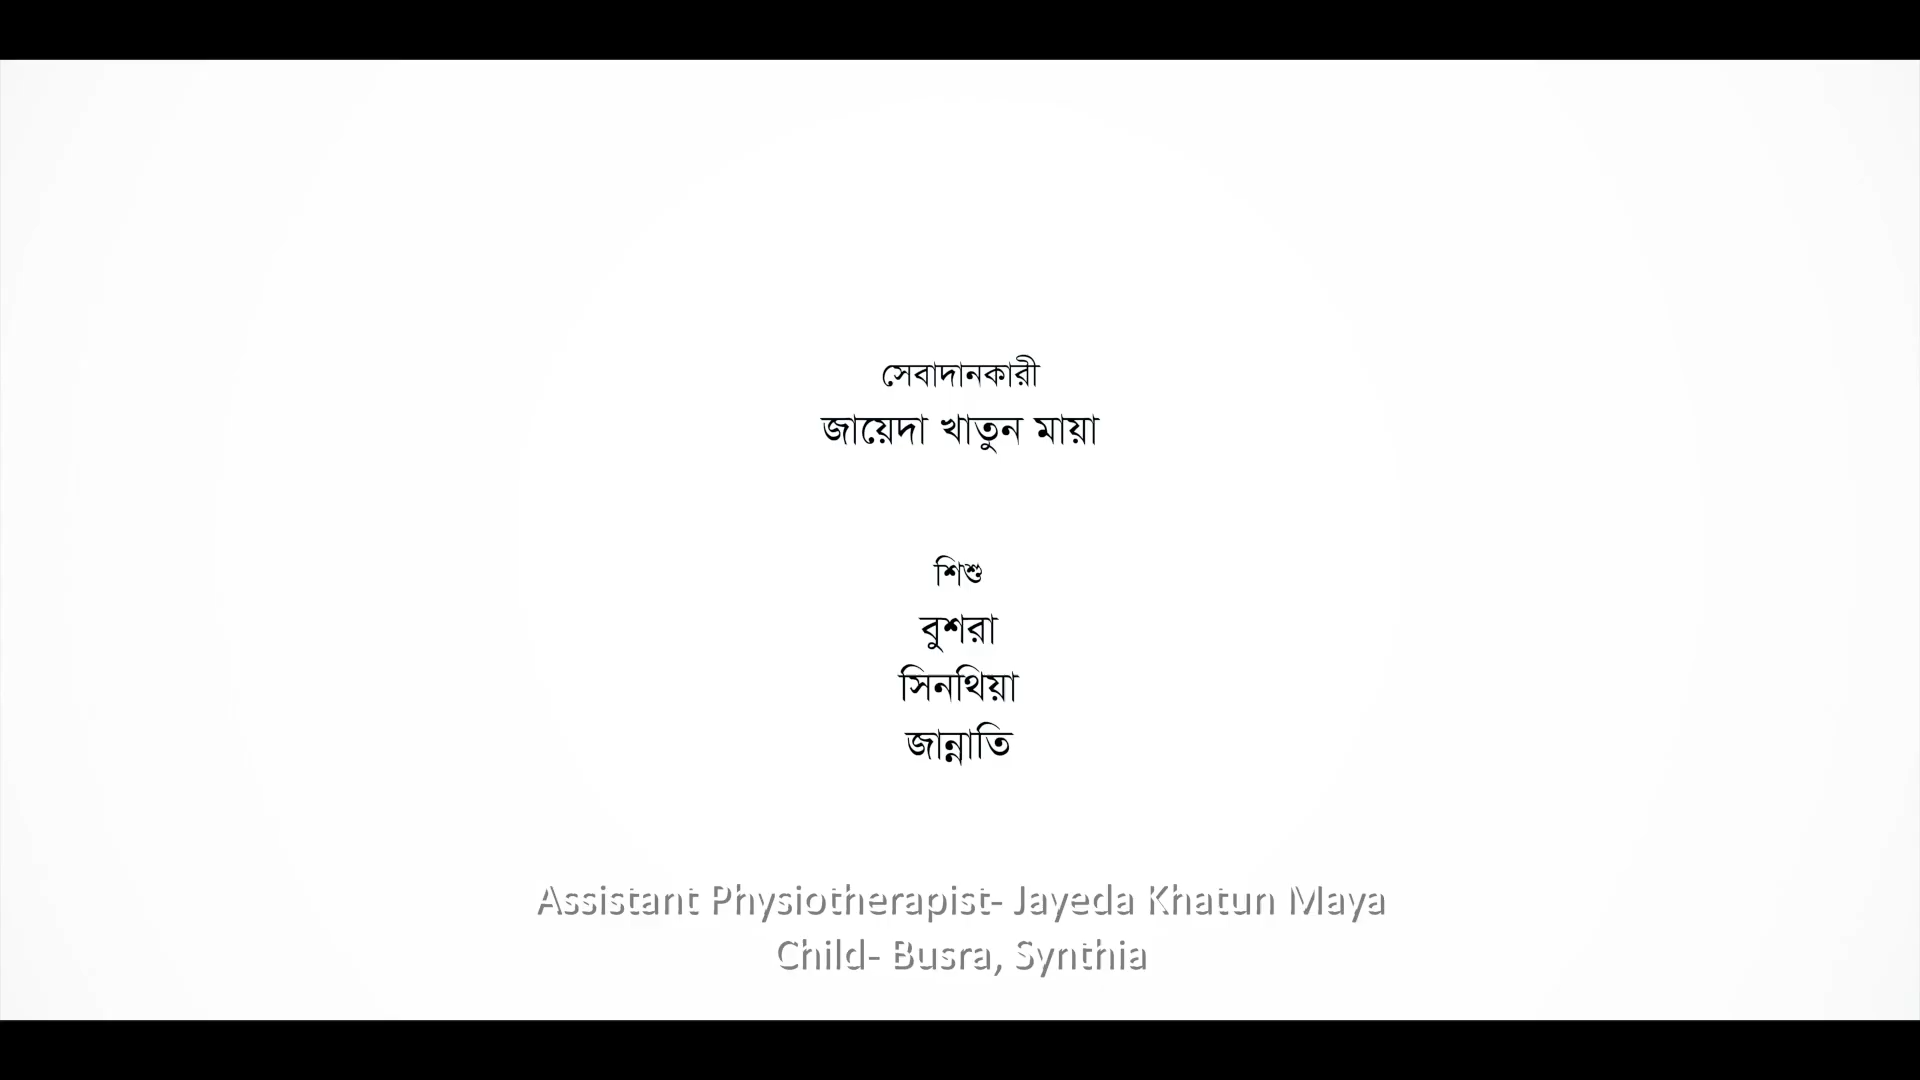 সেবাদানকারী
জায়েদা খাতুন মায়া
শিশু
বুশরা
সিনথিয়া
জান্নাতি
Assistant Physiotherapist- Jayeda Khatun Maya
Child- Busra, Synthia